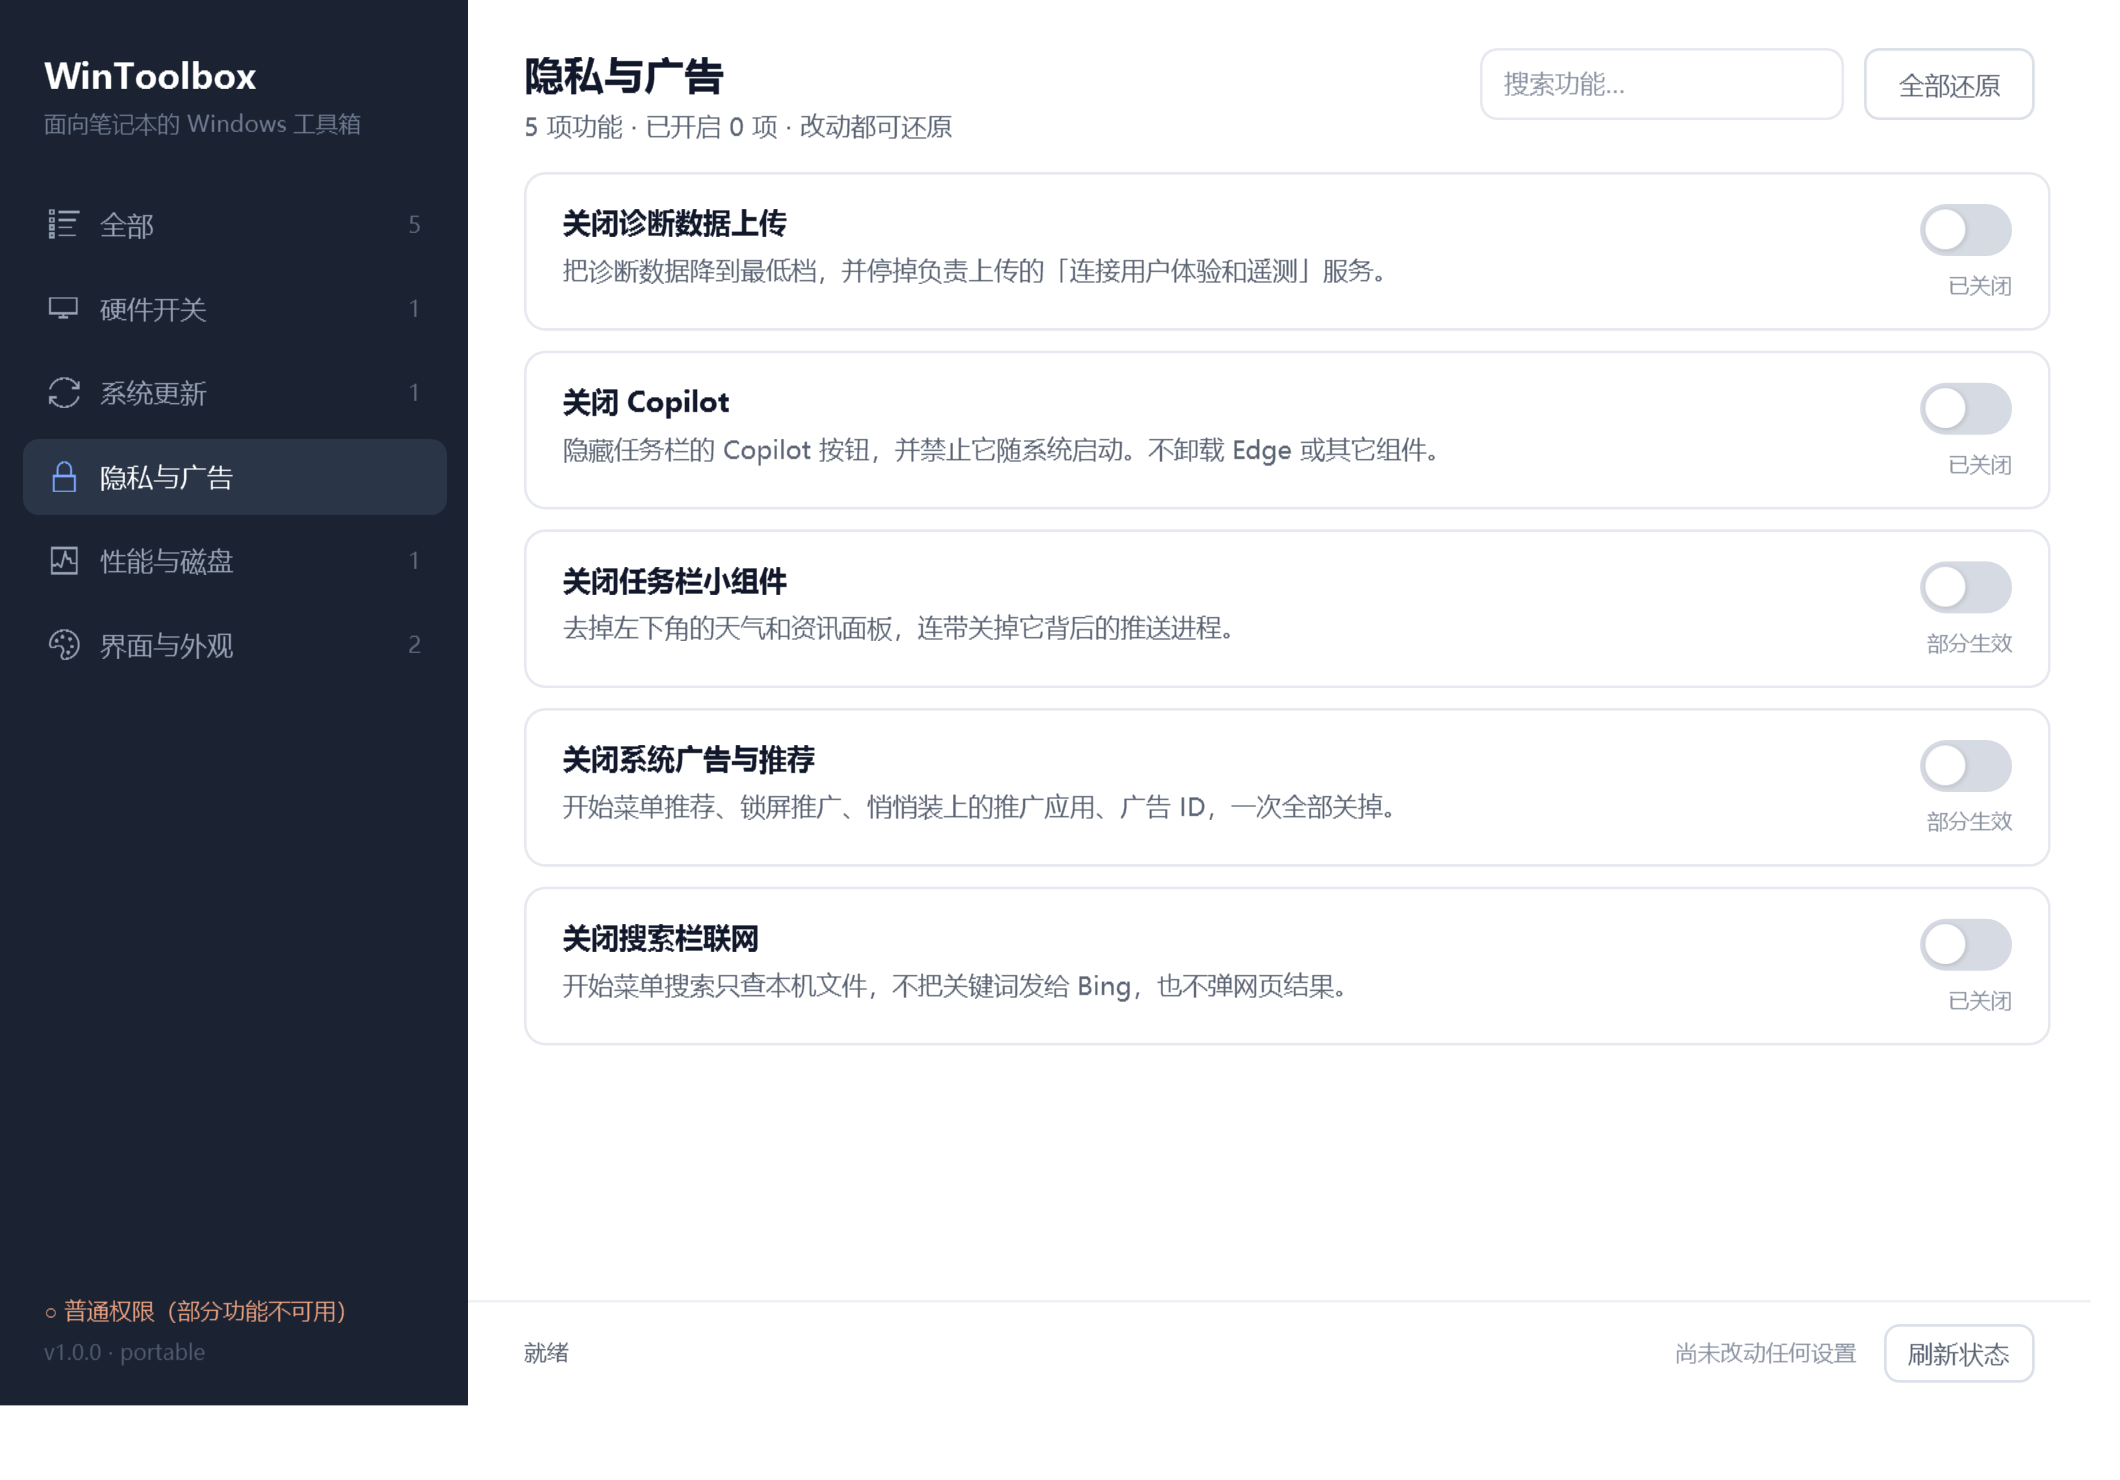 WinToolbox
面向笔记本的 Windows 工具箱
全部 5
硬件开关 1
系统更新 1
隐私与广告
性能与磁盘 1
界面与外观 2
○ 普通权限（部分功能不可用）
v1.0.0 · portable
隐私与广告
5 项功能 · 已开启 0 项 · 改动都可还原
搜索功能...
全部还原
关闭诊断数据上传
把诊断数据降到最低档，并停掉负责上传的「连接用户体验和遥测」服务。
已关闭
关闭 Copilot
隐藏任务栏的 Copilot 按钮，并禁止它随系统启动。不卸载 Edge 或其它组件。
已关闭
关闭任务栏小组件
去掉左下角的天气和资讯面板，连带关掉它背后的推送进程。
部分生效
关闭系统广告与推荐
开始菜单推荐、锁屏推广、悄悄装上的推广应用、广告 ID，一次全部关掉。
部分生效
关闭搜索栏联网
开始菜单搜索只查本机文件，不把关键词发给 Bing，也不弹网页结果。
已关闭
就绪
尚未改动任何设置
刷新状态